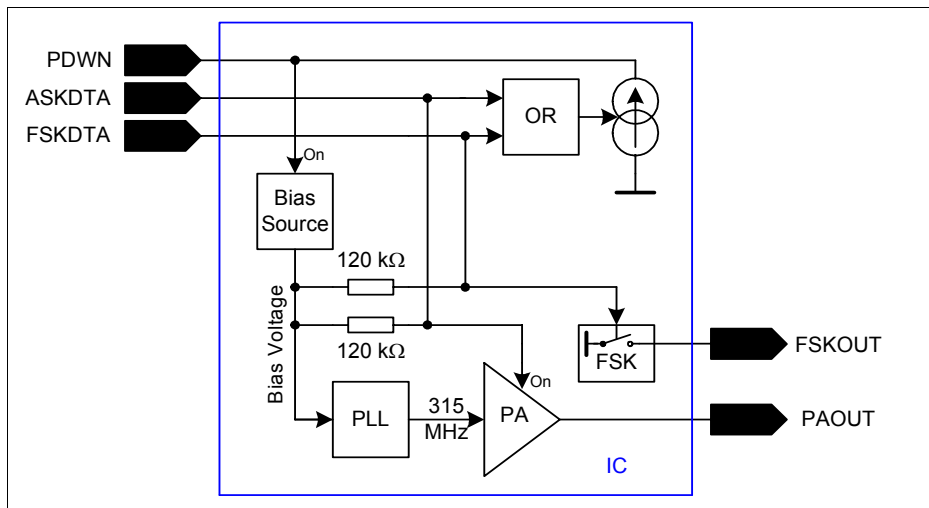 PDWN
ASKDTA
FSKDTA
On
OR
Bias
Source
120 kΩ
120 kΩ
Bias Voltage
FSK
FSKOUT
On
PLL
315
MHz
PA
PAOUT
IC